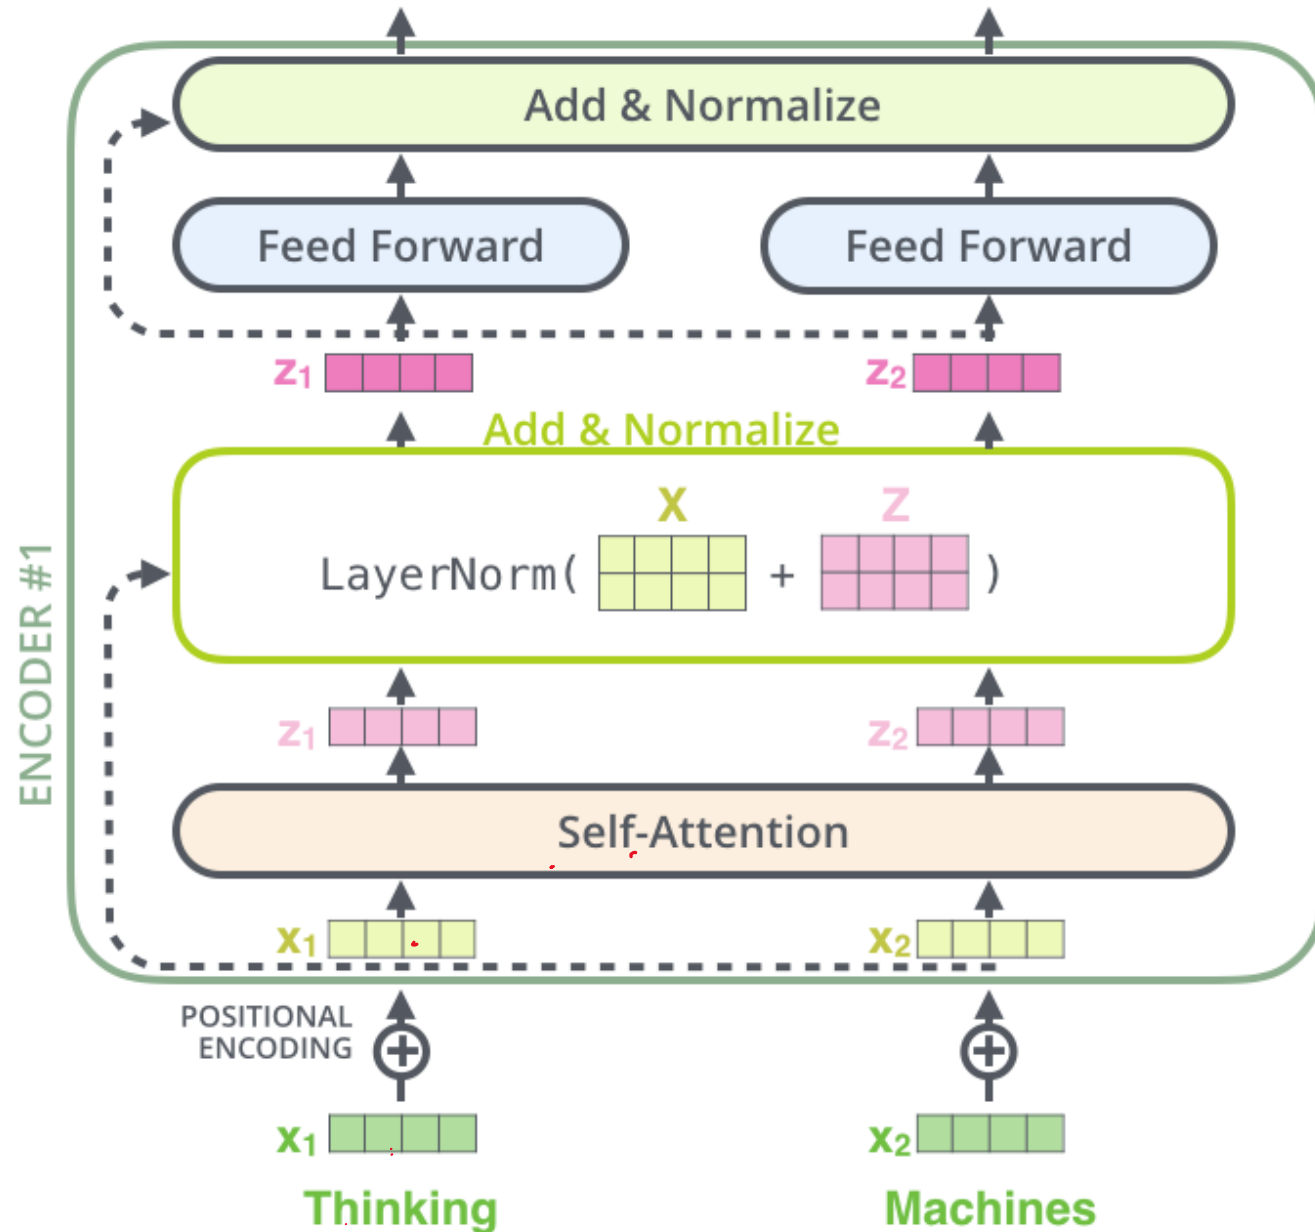 Add & Normalize
Feed Forward
Feed Forward
z₁
z₂
Add & Normalize
X
Z
LayerNorm(
+
)
ENCODER #1
z₁
z₂
Self-Attention
x₁
x₂
POSITIONAL
ENCODING
x₁
x₂
Thinking
Machines